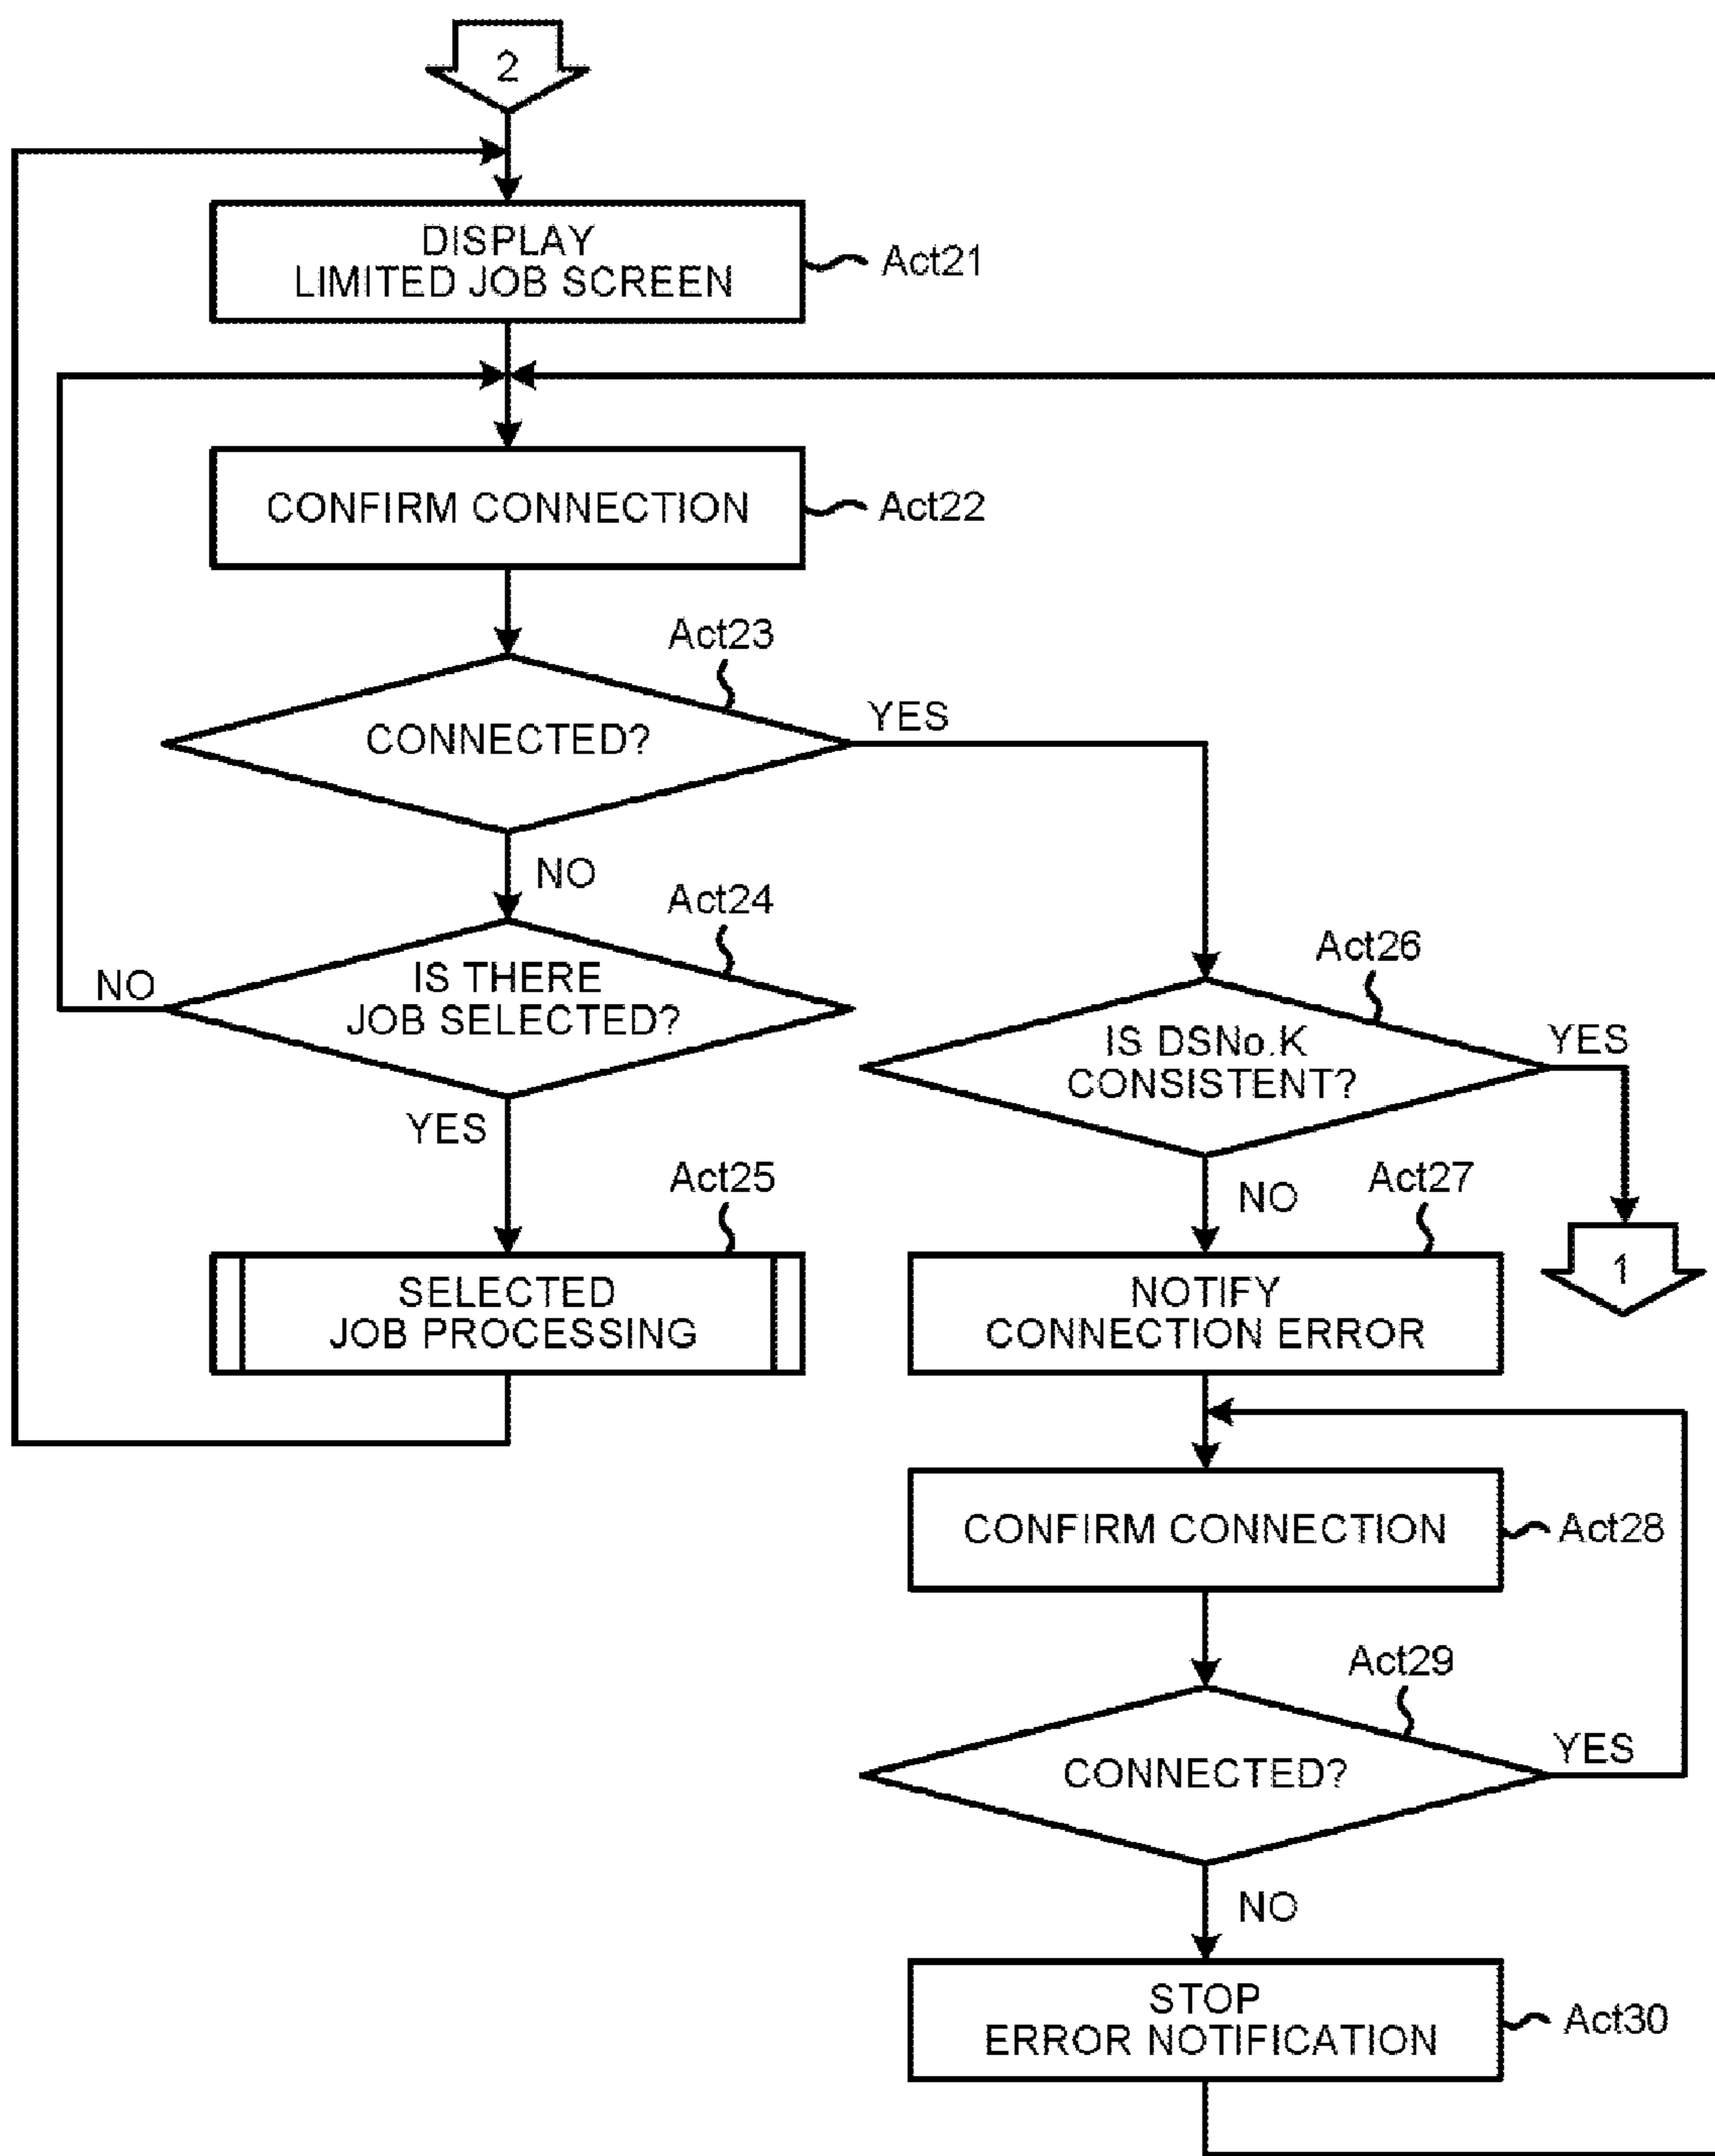 2
DISPLAY
LIMITED JOB SCREEN
Act21
CONFIRM CONNECTION
Act22
Act23
CONNECTED?
YES
NO
Act24
IS THERE
JOB SELECTED?
NO
YES
Act25
SELECTED
JOB PROCESSING
Act26
IS DSNo.K
CONSISTENT?
YES
1
NO
Act27
NOTIFY
CONNECTION ERROR
CONFIRM CONNECTION
Act28
Act29
CONNECTED?
YES
NO
STOP
ERROR NOTIFICATION
Act30